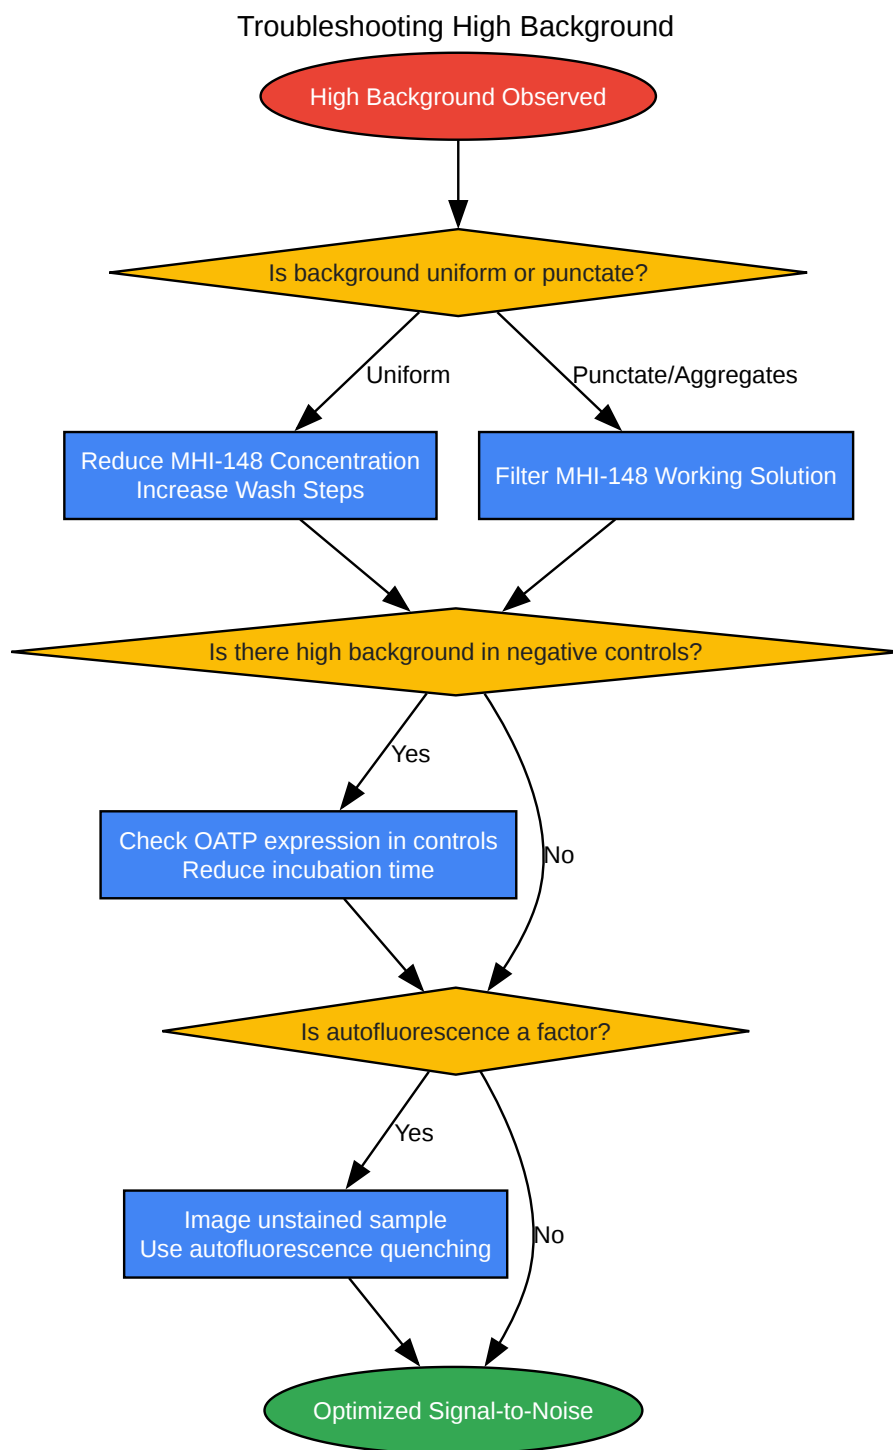 Troubleshooting High Background
High Background Observed
Is background uniform or punctate?
Uniform
Punctate/Aggregates
Reduce MHI-148 Concentration
Increase Wash Steps
Filter MHI-148 Working Solution
Is there high background in negative controls?
Yes
Check OATP expression in controls
Reduce incubation time
No
Is autofluorescence a factor?
Yes
Image unstained sample
Use autofluorescence quenching
No
Optimized Signal-to-Noise